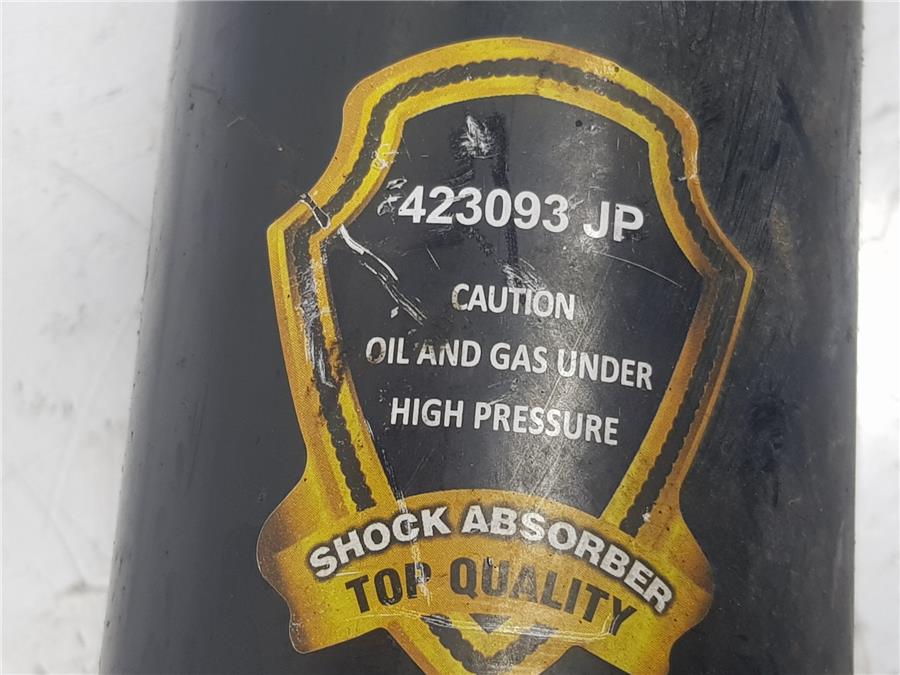 423093 JP
CAUTION
OIL AND GAS UNDER
HIGH PRESSURE
SHOCK ABSORBER
TOP QUALITY